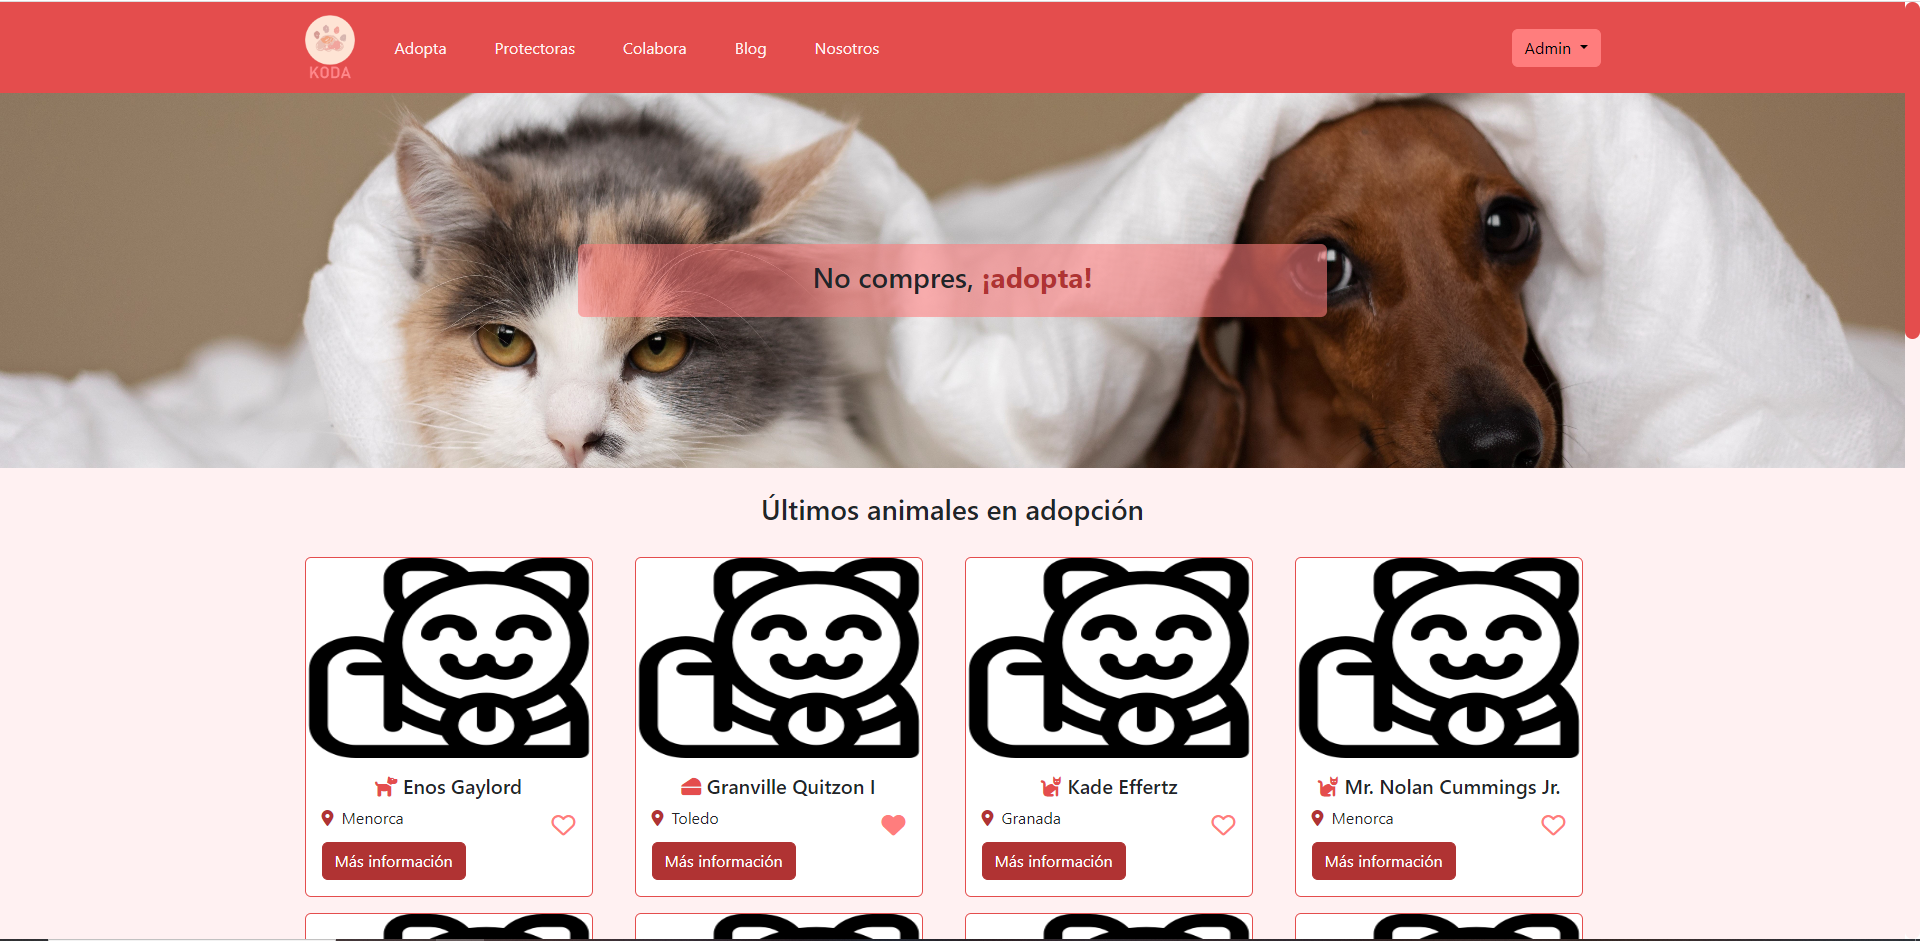 KODA
Adopta Protectoras Colabora Blog Nosotros Admin
No compres, ¡adopta!
Últimos animales en adopción
Enos Gaylord
Menorca
Más información
Granville Quitzon I
Toledo
Más información
Kade Effertz
Granada
Más información
Mr. Nolan Cummings Jr.
Menorca
Más información